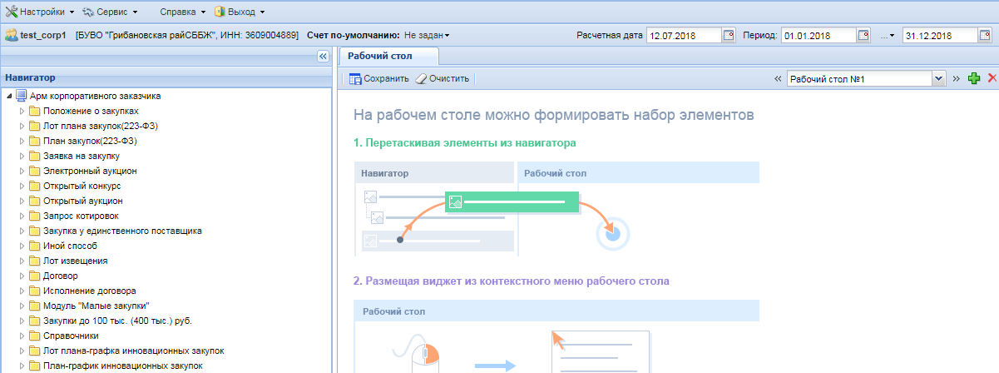 Настройки Сервис Справка Выход
test_corp1 [БУВО "Грибановская райСББЖ", ИНН: 3609004889] Счет по-умолчанию: Не задан Расчетная дата 12.07.2018 Период: 01.01.2018 ... 31.12.2018
Навигатор
Арм корпоративного заказчика
Положение о закупках
Лот плана закупок(223-ФЗ)
План закупок(223-ФЗ)
Заявка на закупку
Электронный аукцион
Открытый конкурс
Открытый аукцион
Запрос котировок
Закупка у единственного поставщика
Иной способ
Лот извещения
Договор
Исполнение договора
Модуль "Малые закупки"
Закупки до 100 тыс. (400 тыс.) руб.
Справочники
Лот плана-графка инновационных закупок
План-график инновационных закупок
Рабочий стол
Сохранить Очистить Рабочий стол №1
На рабочем столе можно формировать набор элементов
1. Перетаскивая элементы из навигатора
Навигатор Рабочий стол
2. Размещая виджет из контекстного меню рабочего стола
Рабочий стол